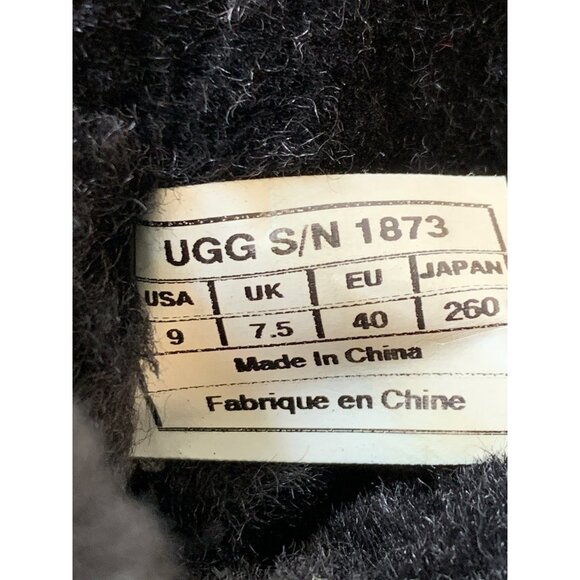 UGG S/N 1873
USA UK EU JAPAN
9 7.5 40 260
Made In China
Fabrique en Chine